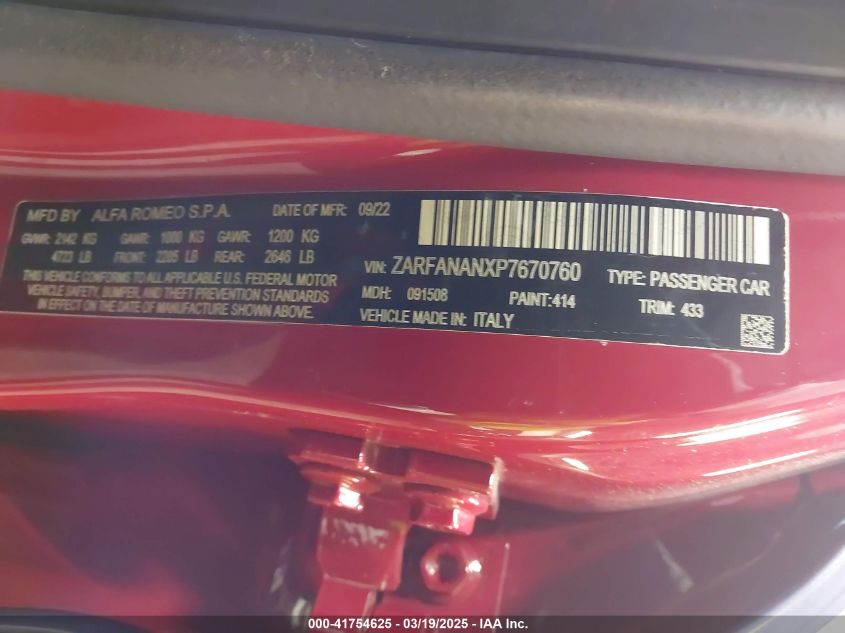 MFD BY ALFA ROMEO S.P.A. DATE OF MFR: 09/22
GVWR: 2142 KG GAWR: 1000 KG GAWR: 1200 KG
4723 LB FRONT: 2205 LB REAR: 2646 LB
THIS VEHICLE CONFORMS TO ALL APPLICABLE U.S. FEDERAL MOTOR
VEHICLE SAFETY, BUMPER, AND THEFT PREVENTION STANDARDS
IN EFFECT ON THE DATE OF MANUFACTURE SHOWN ABOVE.
VIN: ZARFANANXP7670760 TYPE: PASSENGER CAR
MDH: 091508 PAINT:414 TRIM: 433
VEHICLE MADE IN: ITALY
000-41754625 - 03/19/2025 - IAA Inc.